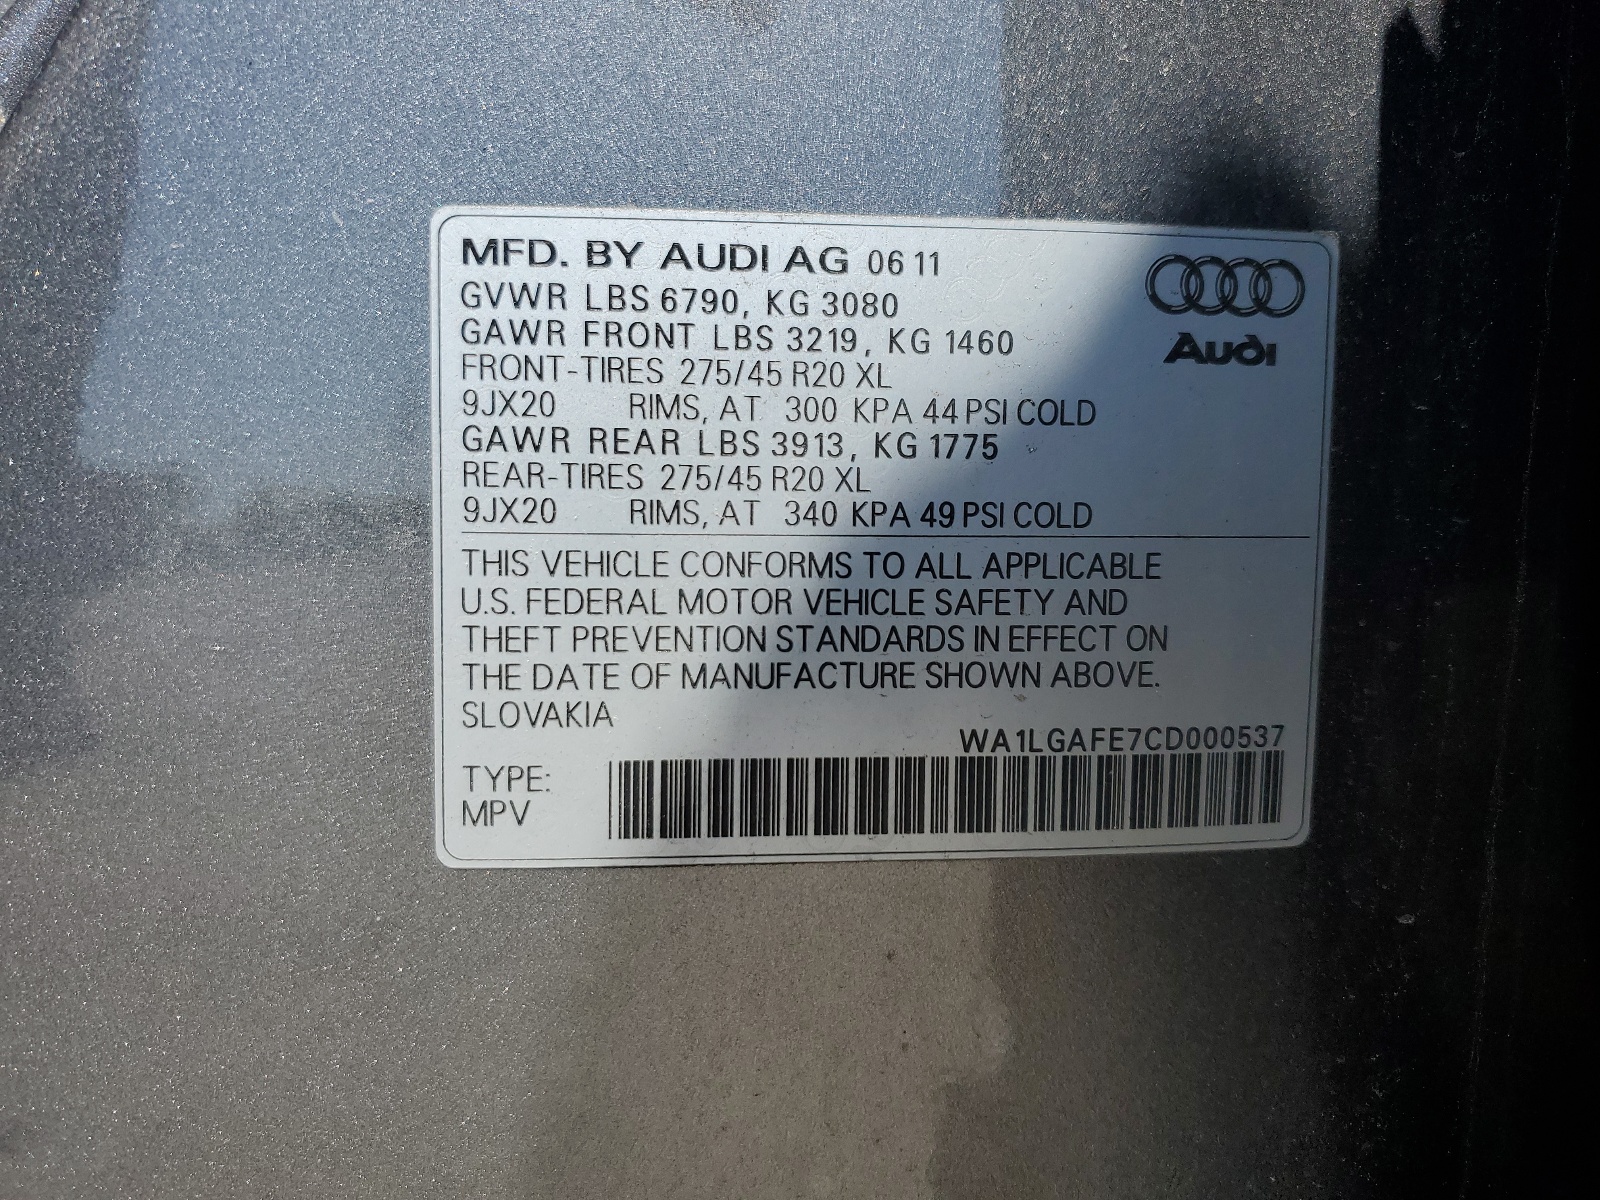 MFD. BY AUDI AG 06 11
GVWR LBS 6790, KG 3080
GAWR FRONT LBS 3219, KG 1460
FRONT-TIRES 275/45 R20 XL
9JX20 RIMS, AT 300 KPA 44 PSI COLD
GAWR REAR LBS 3913, KG 1775
REAR-TIRES 275/45 R20 XL
9JX20 RIMS, AT 340 KPA 49 PSI COLD
Audi
THIS VEHICLE CONFORMS TO ALL APPLICABLE
U.S. FEDERAL MOTOR VEHICLE SAFETY AND
THEFT PREVENTION STANDARDS IN EFFECT ON
THE DATE OF MANUFACTURE SHOWN ABOVE.
SLOVAKIA
WA1LGAFE7CD000537
TYPE:
MPV